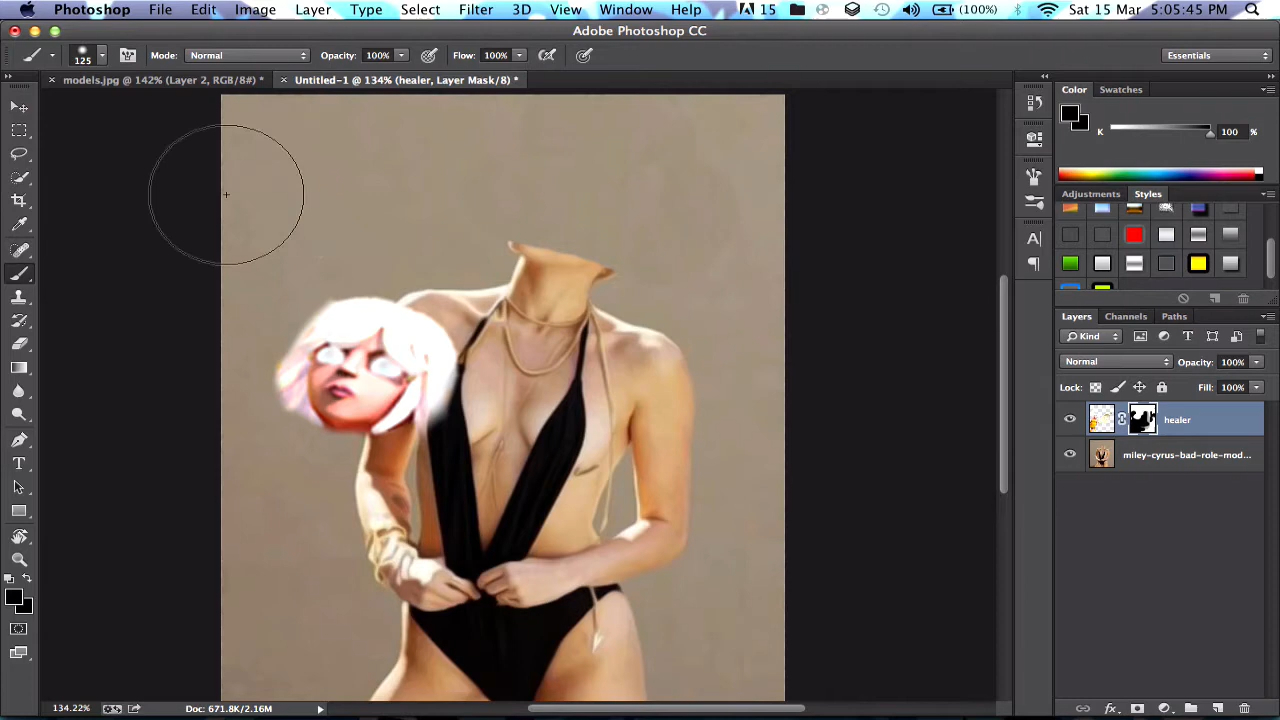 Photoshop File Edit Image Layer Type Select Filter 3D View Window Help 15 (100%) Sat 15 Mar 5:05:45 PM
Adobe Photoshop CC
125 Mode: Normal Opacity: 100% Flow: 100% Essentials
models.jpg @ 142% (Layer 2, RGB/8#) * Untitled-1 @ 134% (healer, Layer Mask/8) *
Color Swatches
K 100 %
Adjustments Styles
Layers Channels Paths
Kind
Normal Opacity: 100%
Lock: Fill: 100%
healer
miley-cyrus-bad-role-mod...
134.22% Doc: 671.8K/2.16M